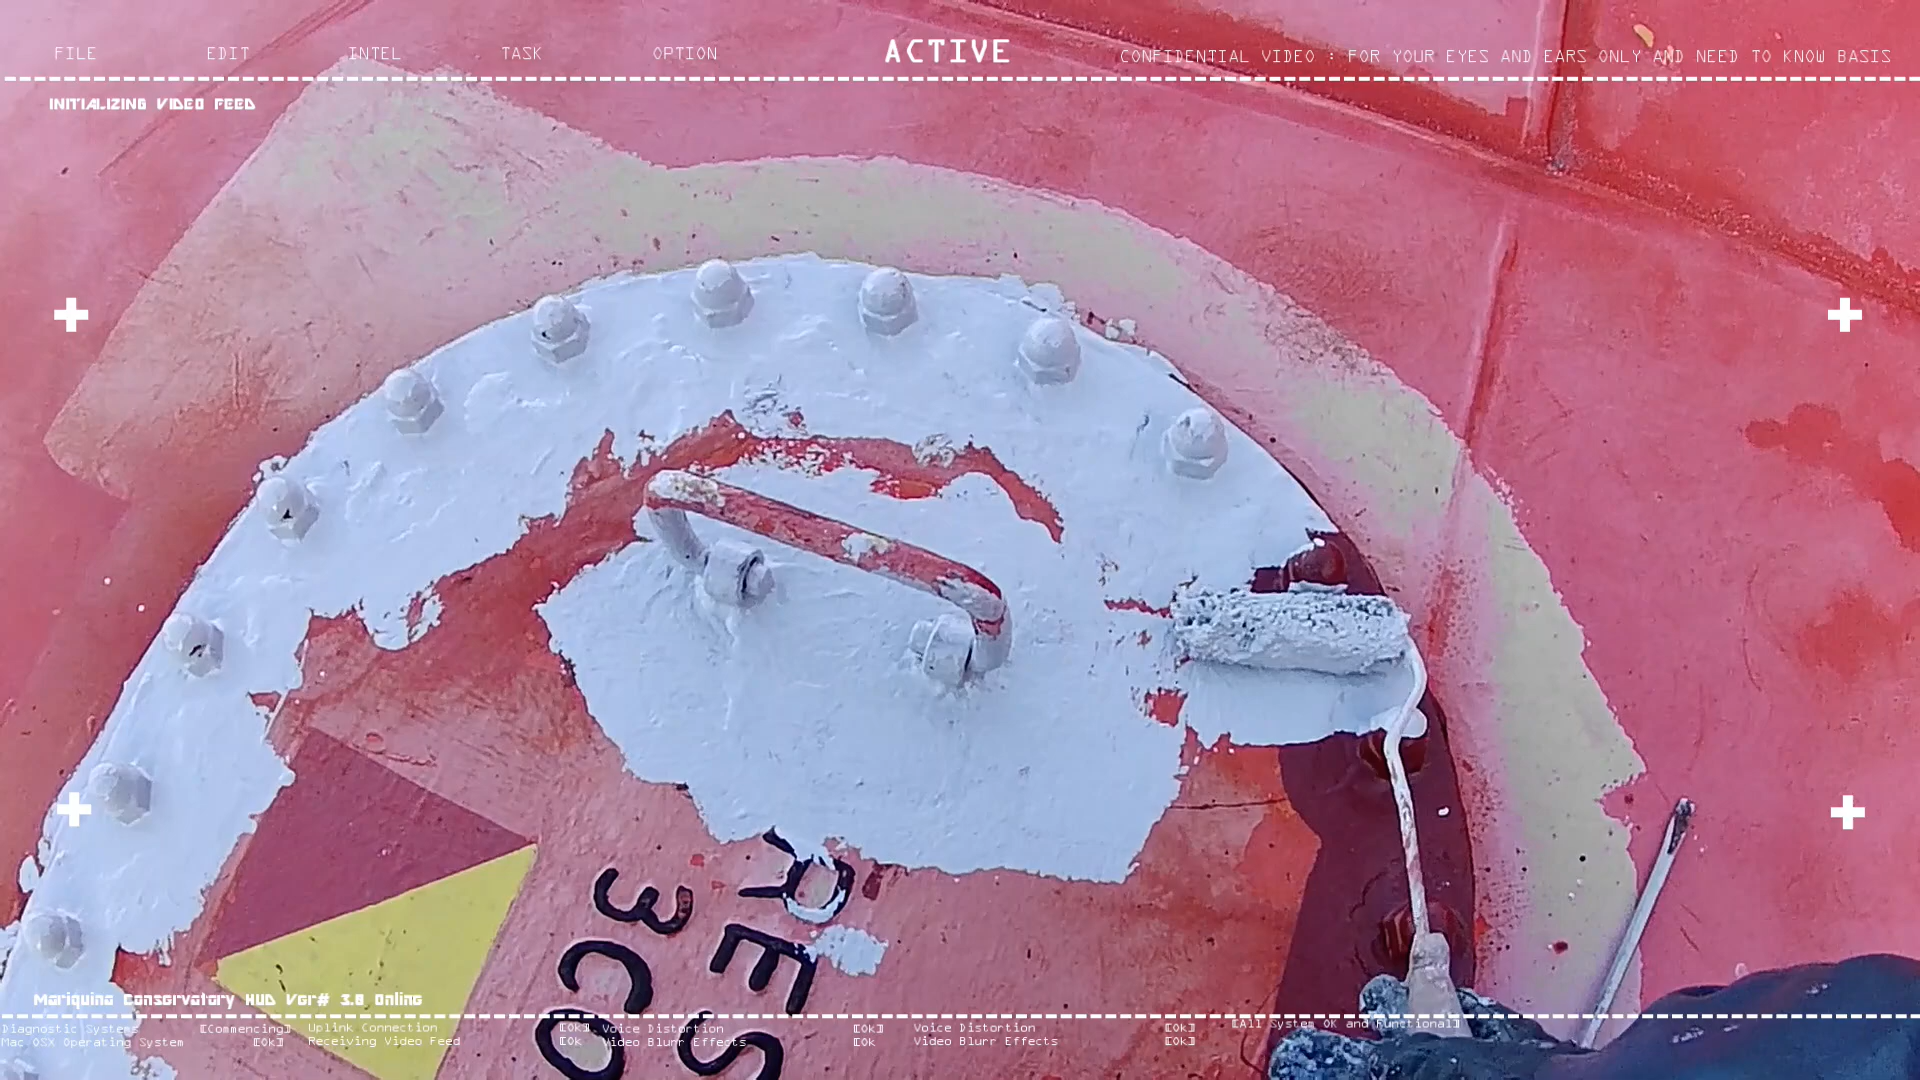 FILE EDIT INTEL TASK OPTION ACTIVE CONFIDENTIAL VIDEO : FOR YOUR EYES AND EARS ONLY AND NEED TO KNOW BASIS
INITIALIZING VIDEO FEED
RES
3CO
Mariquina Conservatory HUD Ver# 3.0 Online
Diagnostic Systems [Commencing] Uplink Connection [Ok] Voice Distortion [Ok] Voice Distortion [Ok] [All System OK and Functional]
Mac OSX Operating System [Ok] Receiving Video Feed [Ok Video Blurr Effects [Ok Video Blurr Effects [Ok]